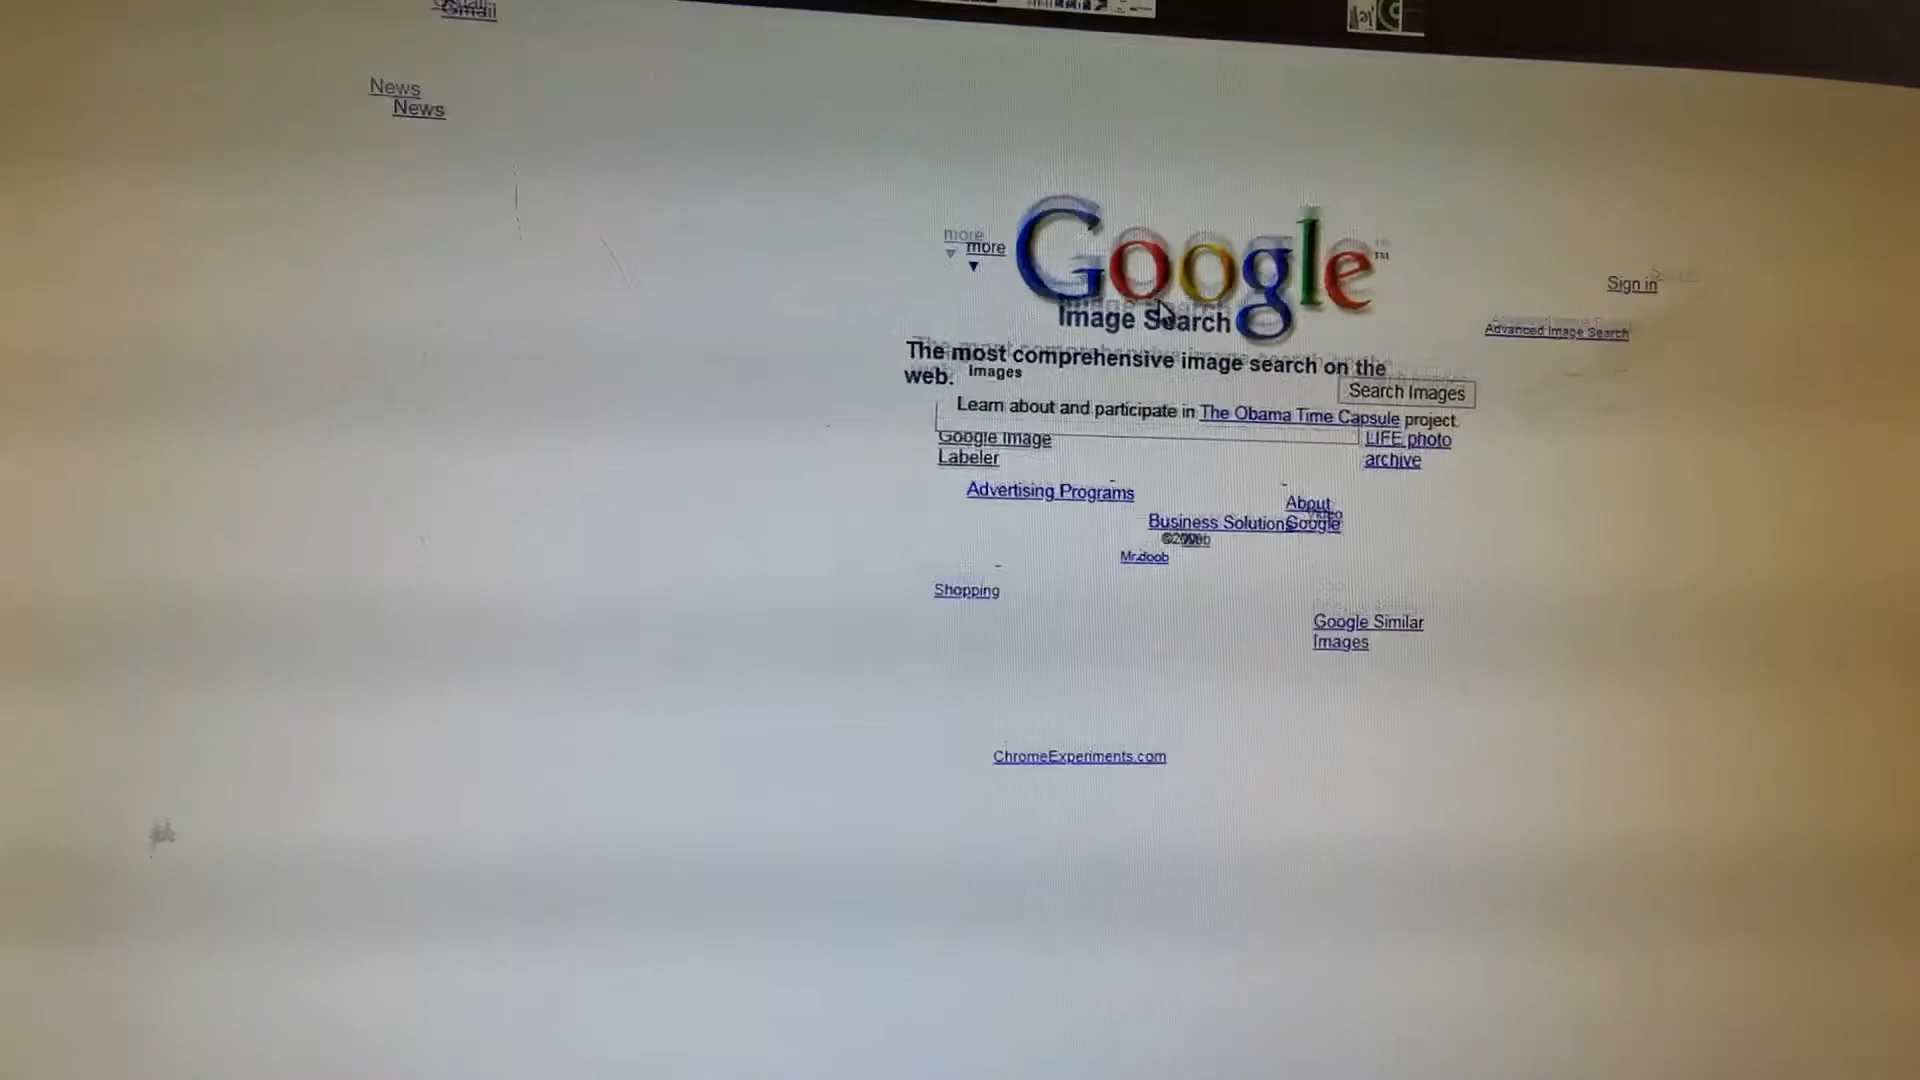 Gmail
News
News
more
more
Google™
Image Search
Sign in
Advanced Image Search
The most comprehensive image search on the
web.
Images
Search Images
Learn about and participate in The Obama Time Capsule project.
Google Image
Labeler
LIFE photo
archive
Advertising Programs
About
Google
Video
Business Solutions
Mr.doob
Shopping
Google Similar
Images
ChromeExperiments.com